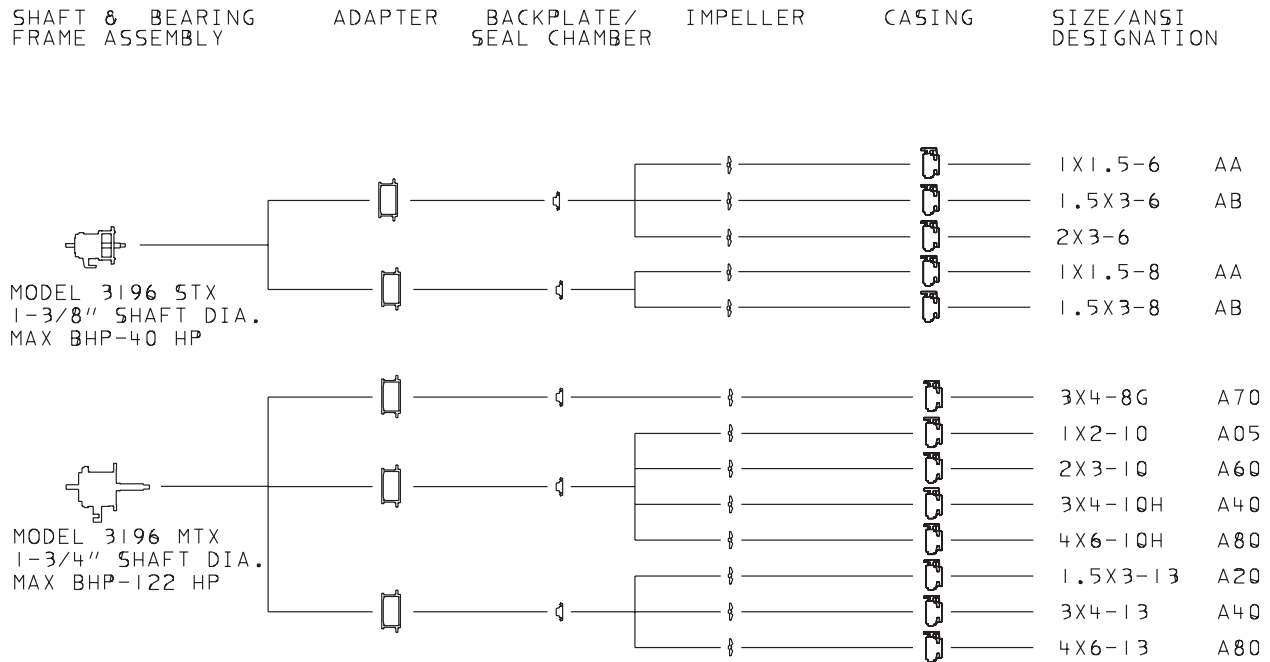 SHAFT & BEARING
FRAME ASSEMBLY
ADAPTER
BACKPLATE/
SEAL CHAMBER
IMPELLER
CASING
SIZE/ANSI
DESIGNATION
1X1.5-6 AA
1.5X3-6 AB
2X3-6
1X1.5-8 AA
1.5X3-8 AB
MODEL 3196 STX
1-3/8" SHAFT DIA.
MAX BHP-40 HP
3X4-8G A70
1X2-10 A05
2X3-10 A60
3X4-10H A40
4X6-10H A80
MODEL 3196 MTX
1-3/4" SHAFT DIA.
MAX BHP-122 HP
1.5X3-13 A20
3X4-13 A40
4X6-13 A80